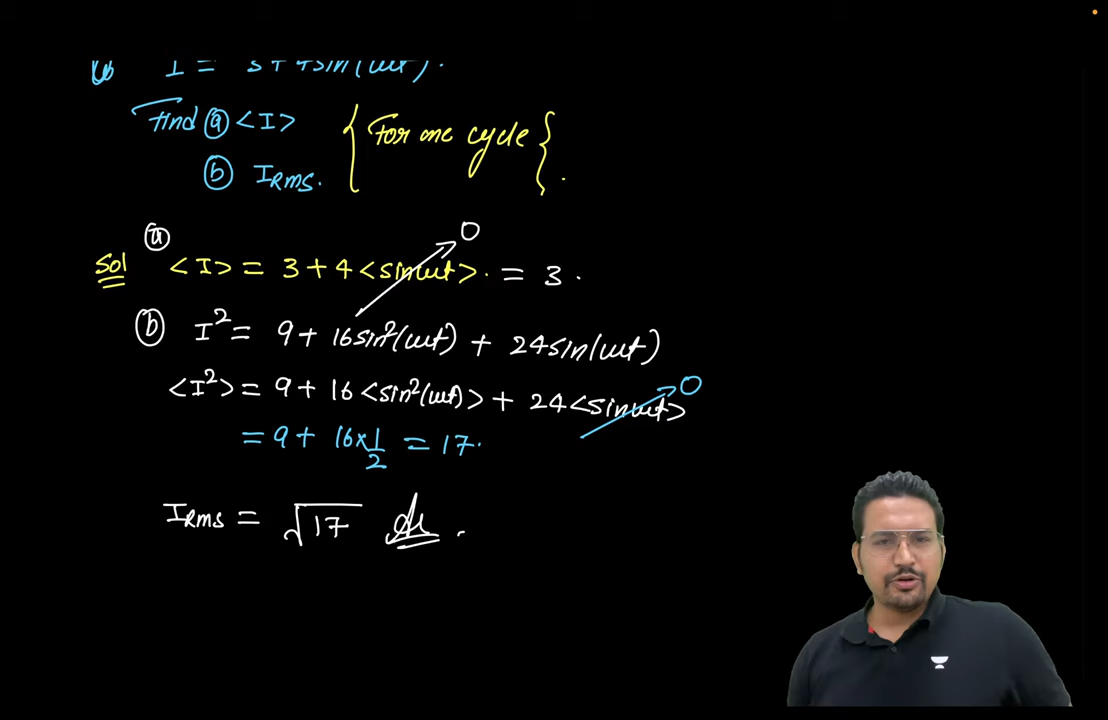 I = 3+4sin(ωt).
Find ⓐ <I>
ⓑ IRMS.
{ For one cycle }.
ⓐ
Sol <I> = 3 + 4 <sinωt>. = 3.
0
ⓑ I² = 9 + 16sin²(ωt) + 24sin(ωt)
<I²> = 9 + 16 <sin²(ωt)> + 24 <sinωt>
0
= 9 + 16×1/2 = 17.
IRMS = √17